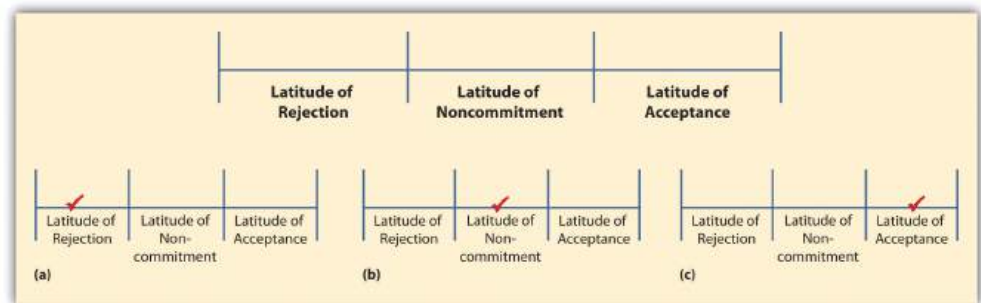 Latitude of Rejection
Latitude of Noncommitment
Latitude of Acceptance
Latitude of Rejection
Latitude of Non-commitment
Latitude of Acceptance
(a)
Latitude of Rejection
Latitude of Non-commitment
Latitude of Acceptance
(b)
Latitude of Rejection
Latitude of Non-commitment
Latitude of Acceptance
(c)